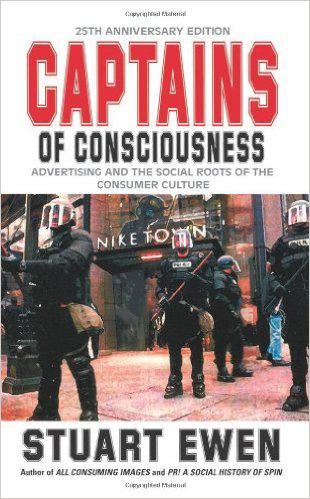 25TH ANNIVERSARY EDITION
CAPTAINS
OF CONSCIOUSNESS
ADVERTISING AND THE SOCIAL ROOTS OF THE
CONSUMER CULTURE
NIKETOWN
STUART EWEN
Author of ALL CONSUMING IMAGES and PR! A SOCIAL HISTORY OF SPIN